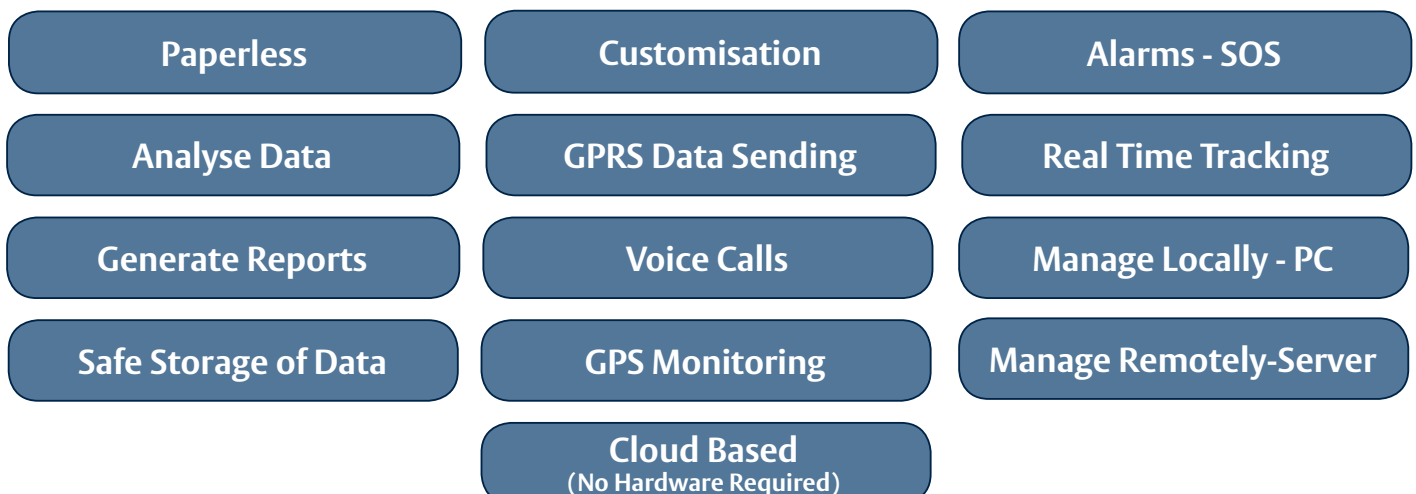 Paperless
Customisation
Alarms - SOS
Analyse Data
GPRS Data Sending
Real Time Tracking
Generate Reports
Voice Calls
Manage Locally - PC
Safe Storage of Data
GPS Monitoring
Manage Remotely-Server
Cloud Based
(No Hardware Required)